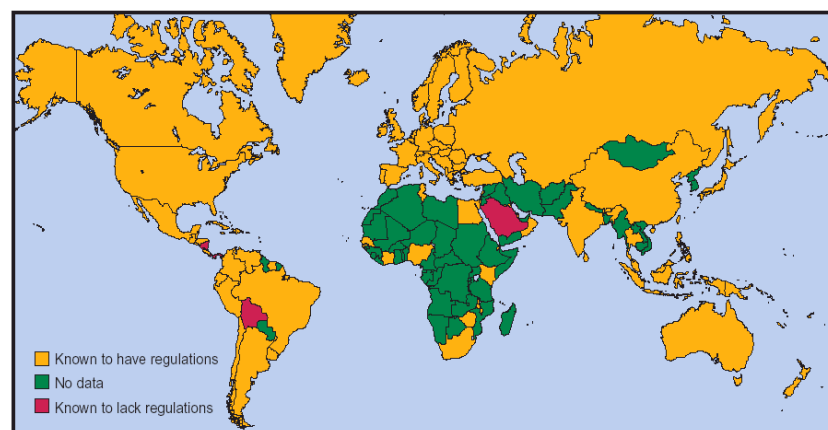 Known to have regulations
No data
Known to lack regulations